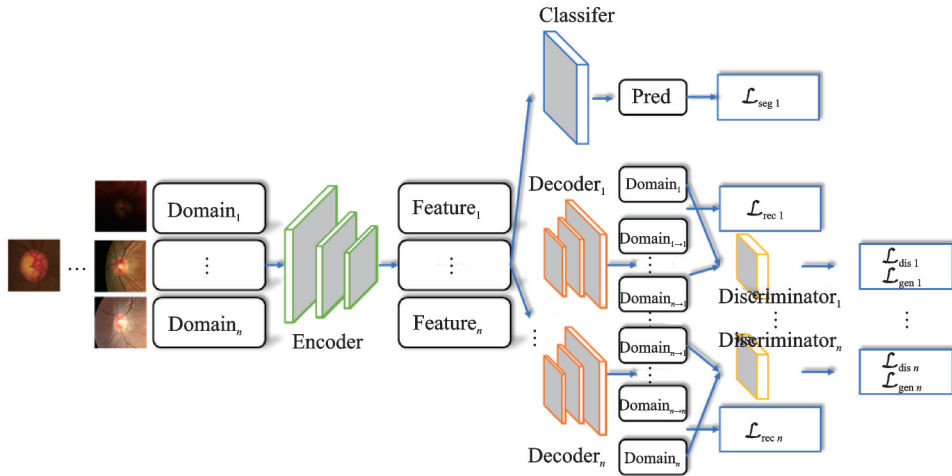 Classifer
Pred
ℒseg 1
Domain₁
⋮
Domainₙ
...
Encoder
Feature₁
⋮
Featureₙ
Decoder₁
Domain₁
Domain₁→₁
⋮
Domainₙ→₁
ℒrec 1
Discriminator₁
ℒdis 1
ℒgen 1
⋮
Decoderₙ
Domainₙ→₁
⋮
Domainₙ→ₙ
Domainₙ
Discriminatorₙ
ℒdis n
ℒgen n
ℒrec n